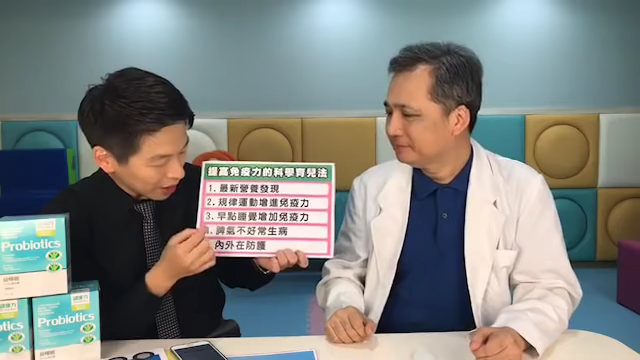 提高免疫力的科學育兒法
1. 最新營養發現
2. 規律運動增進免疫力
3. 早點睡覺增加免疫力
4. 脾氣不好常生病
內外在防護
Probiotics
Probiotics
Probiotics